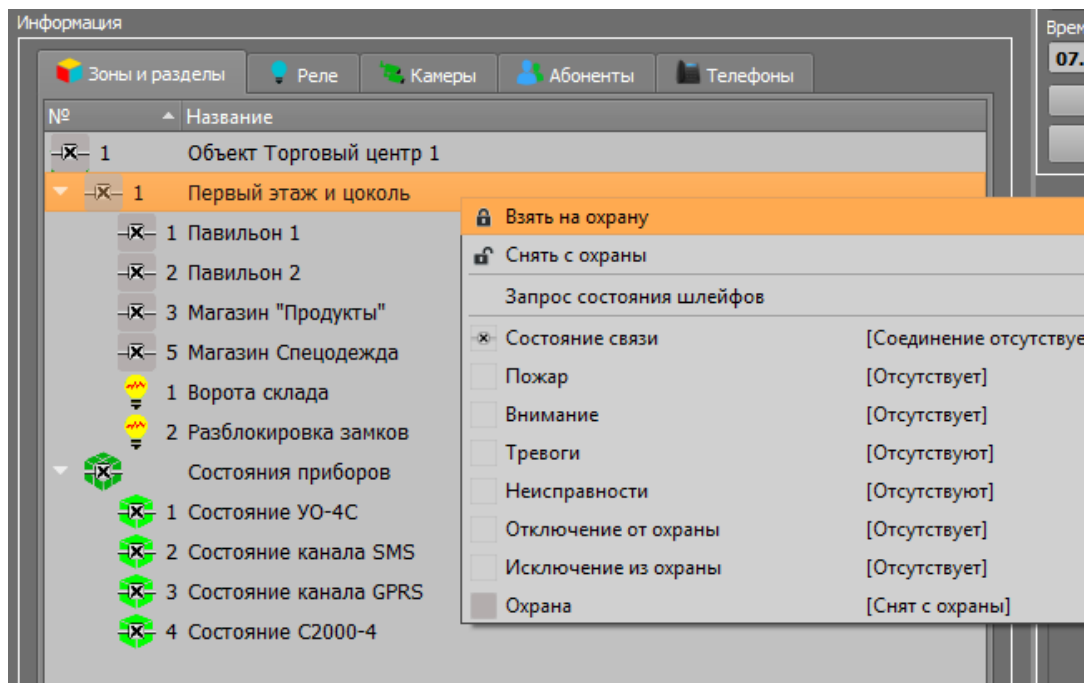 Информация
Врем
07.
Зоны и разделы Реле Камеры Абоненты Телефоны
№ Название
1 Объект Торговый центр 1
1 Первый этаж и цоколь
Взять на охрану
1 Павильон 1
Снять с охраны
2 Павильон 2
Запрос состояния шлейфов
3 Магазин "Продукты"
Состояние связи [Соединение отсутствуе
5 Магазин Спецодежда
Пожар [Отсутствует]
1 Ворота склада
Внимание [Отсутствует]
2 Разблокировка замков
Тревоги [Отсутствуют]
Состояния приборов
Неисправности [Отсутствуют]
1 Состояние УО-4С
Отключение от охраны [Отсутствует]
2 Состояние канала SMS
Исключение из охраны [Отсутствует]
3 Состояние канала GPRS
Охрана [Снят с охраны]
4 Состояние С2000-4